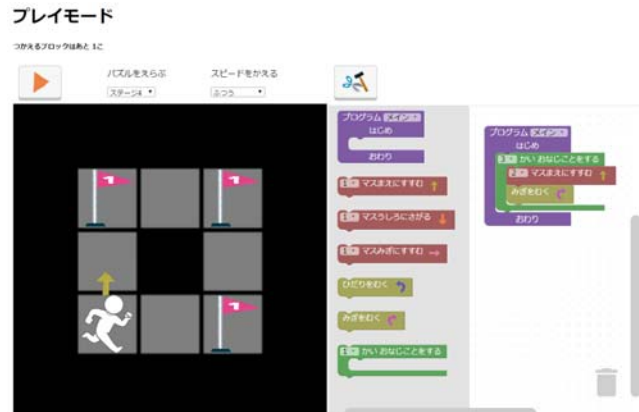 プレイモード
つかえるブロックはあと 1こ
パズルをえらぶ
スピードをかえる
ステージ4
ふつう
プログラム メイン
はじめ
おわり
1 マスまえにすすむ
1 マスうしろにさがる
1 マスみぎにすすむ
ひだりをむく
みぎをむく
1 かい おなじことをする
プログラム メイン
はじめ
3 かい おなじことをする
2 マスまえにすすむ
みぎをむく
おわり